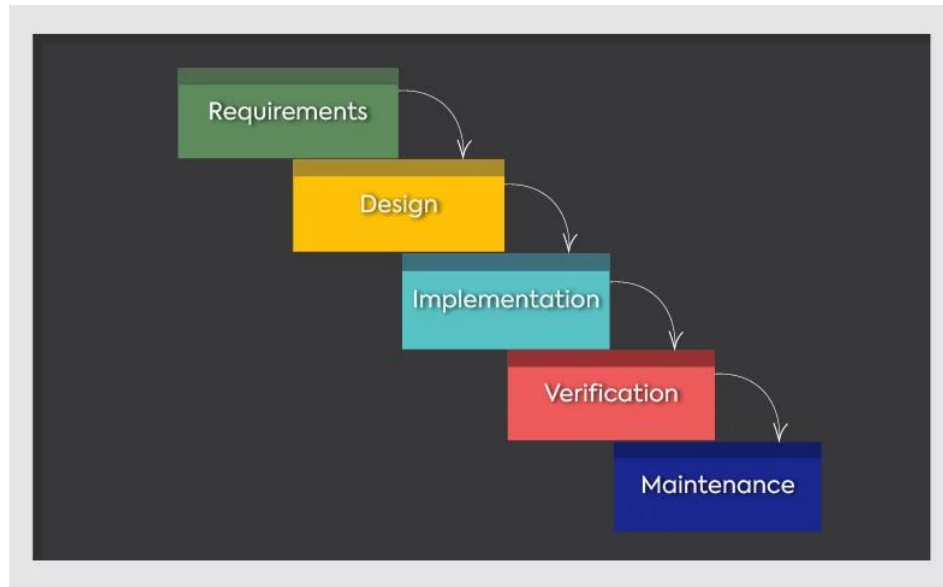 Requirements
Design
Implementation
Verification
Maintenance